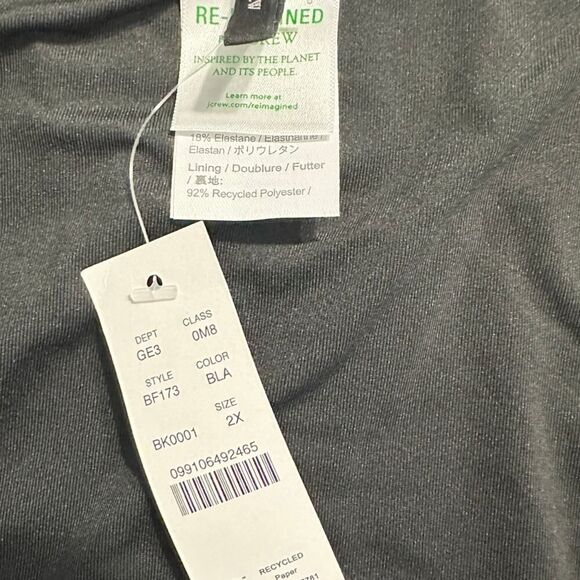 RE-
INED
REW
INSPIRED BY THE PLANET
AND ITS PEOPLE.
Learn more at
jcrew.com/reimagined
18% Elastane / Elasthanne /
Elastan / ポリウレタン
Lining / Doublure / Futter
/ 裏地:
92% Recycled Polyester /
DEPT CLASS
GE3 0M8
STYLE COLOR
BF173 BLA
SIZE
BK0001 2X
099106492465
RECYCLED
Paper